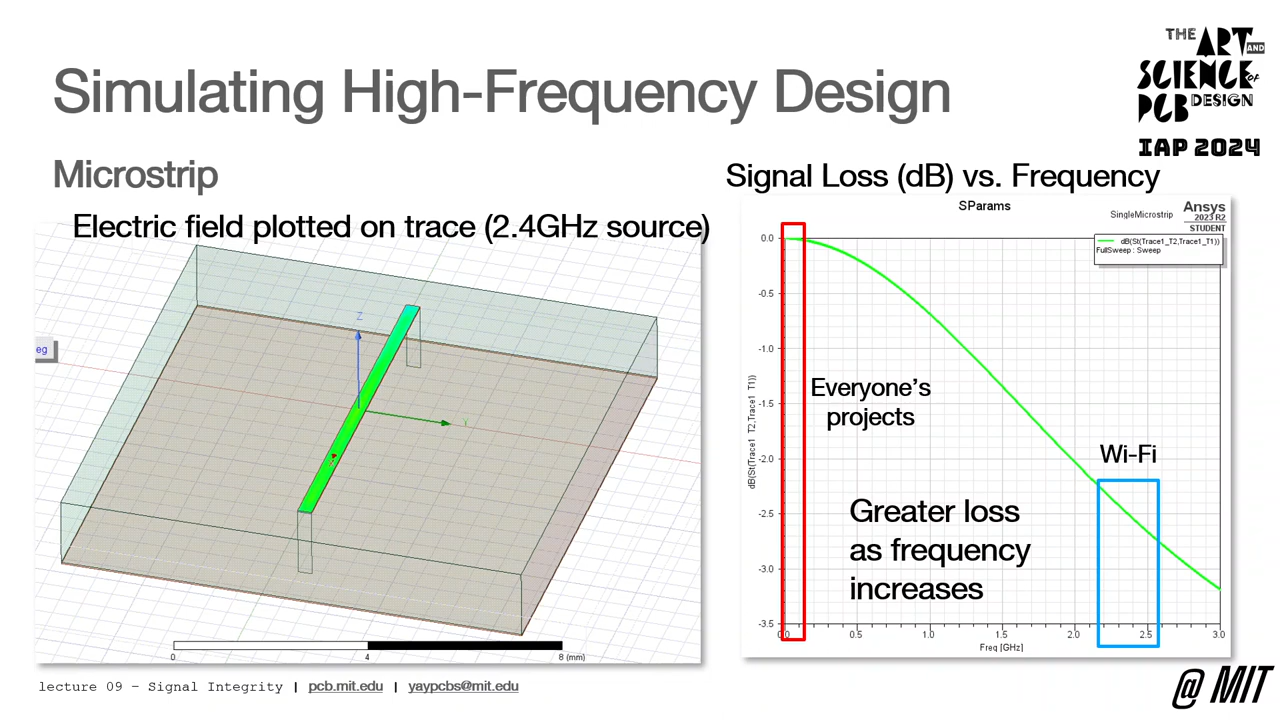 Simulating High-Frequency Design
THE ART AND
SCIENCE OF
PCB DESIGN
IAP 2024
Microstrip
Electric field plotted on trace (2.4GHz source)
eg
Z
0
4
8 (mm)
Signal Loss (dB) vs. Frequency
SParams
SingleMicrostrip
Ansys
2023 R2
STUDENT
dB(St(Trace1_T2,Trace1_T1))
FullSweep : Sweep
dB(St(Trace1_T2,Trace1_T1))
0.0
-0.5
-1.0
-1.5
-2.0
-2.5
-3.0
-3.5
Everyone's
projects
Wi-Fi
Greater loss
as frequency
increases
0.0
0.5
1.0
1.5
2.0
2.5
3.0
Freq [GHz]
lecture 09 – Signal Integrity | pcb.mit.edu | yaypcbs@mit.edu
@ MIT